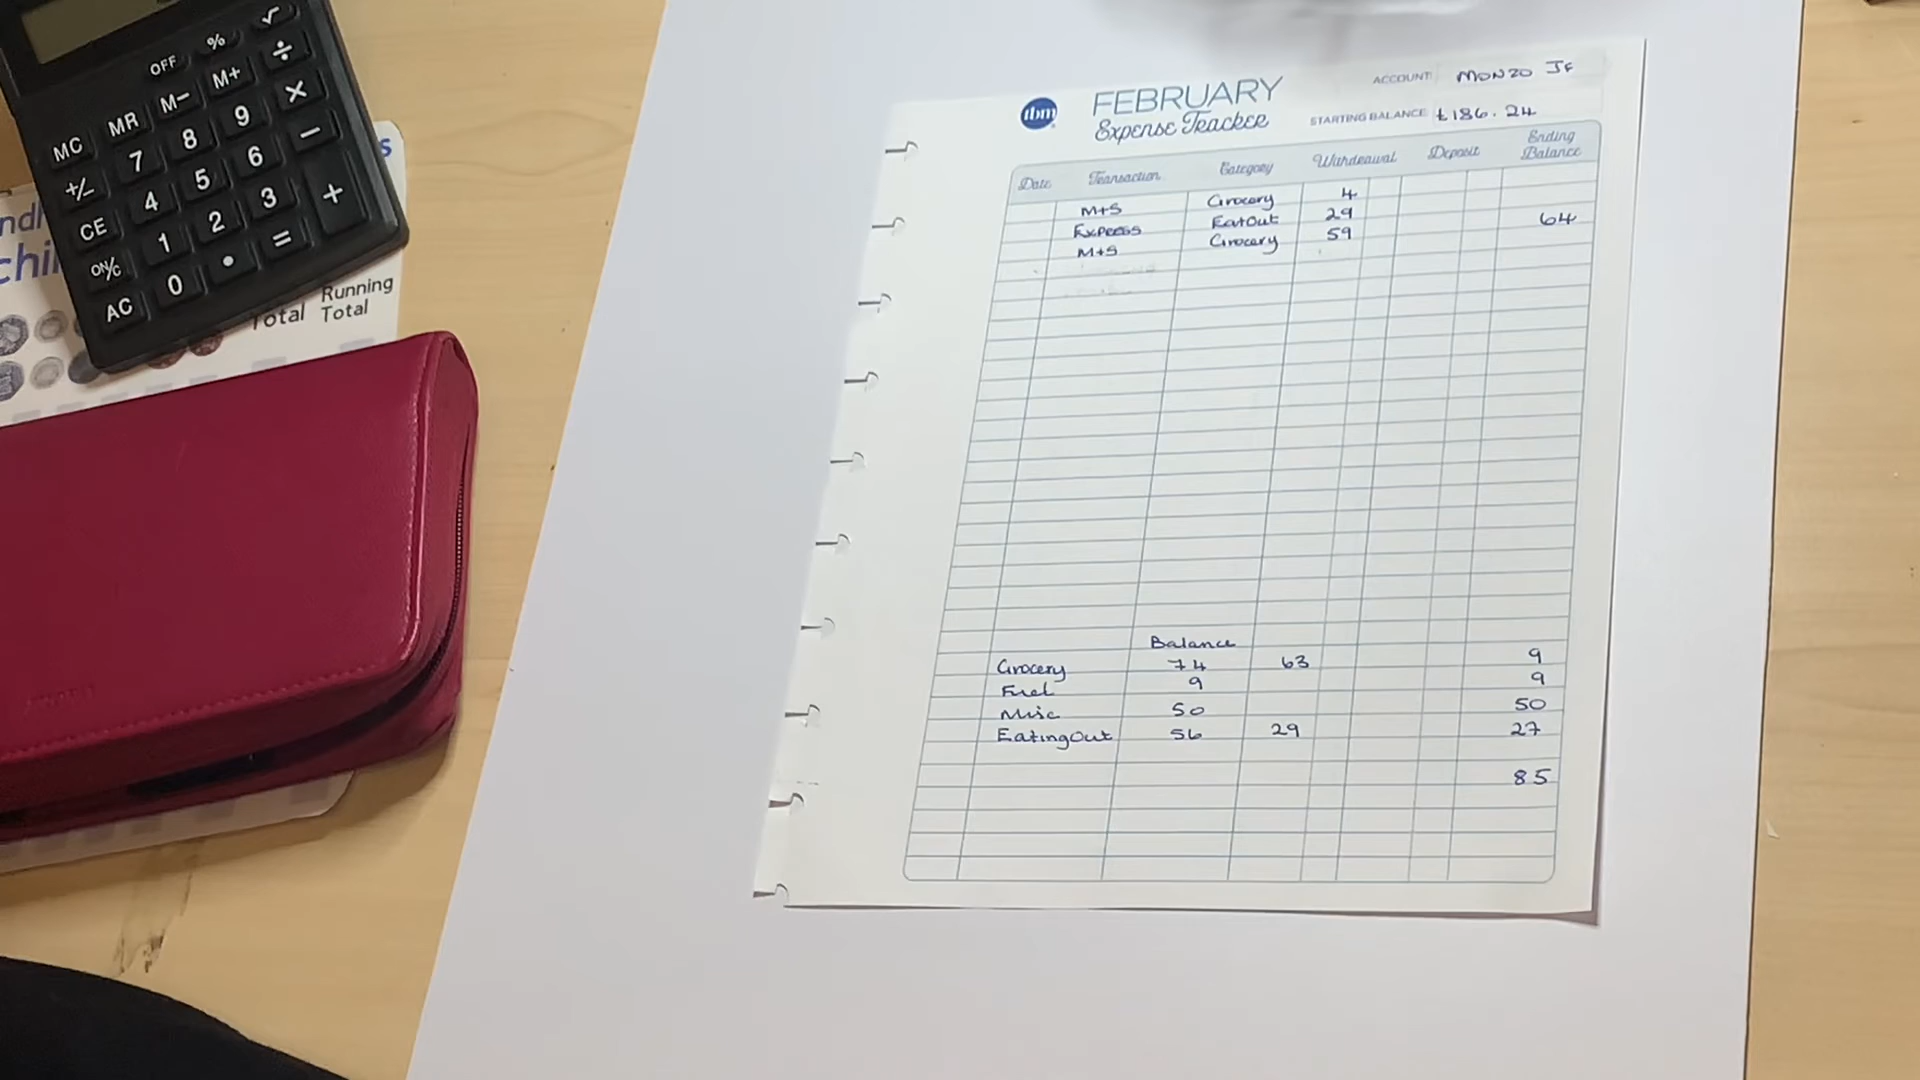 OFF % √
MC MR M− M+ ÷
+/− 7 8 9 ×
CE 4 5 6 −
ON/C 1 2 3 +
AC 0 • =
Total Running
Total
tbm
FEBRUARY
Expense Tracker
ACCOUNT: MONZO JF
STARTING BALANCE: £186.24
Date Transaction Category Withdrawal Deposit Ending Balance
M+S Grocery 4
Express EatOut 29 64
M+S Grocery 59
Balance
Grocery 74 63 9
Fuel 9 9
Misc 50 50
EatingOut 56 29 27
85